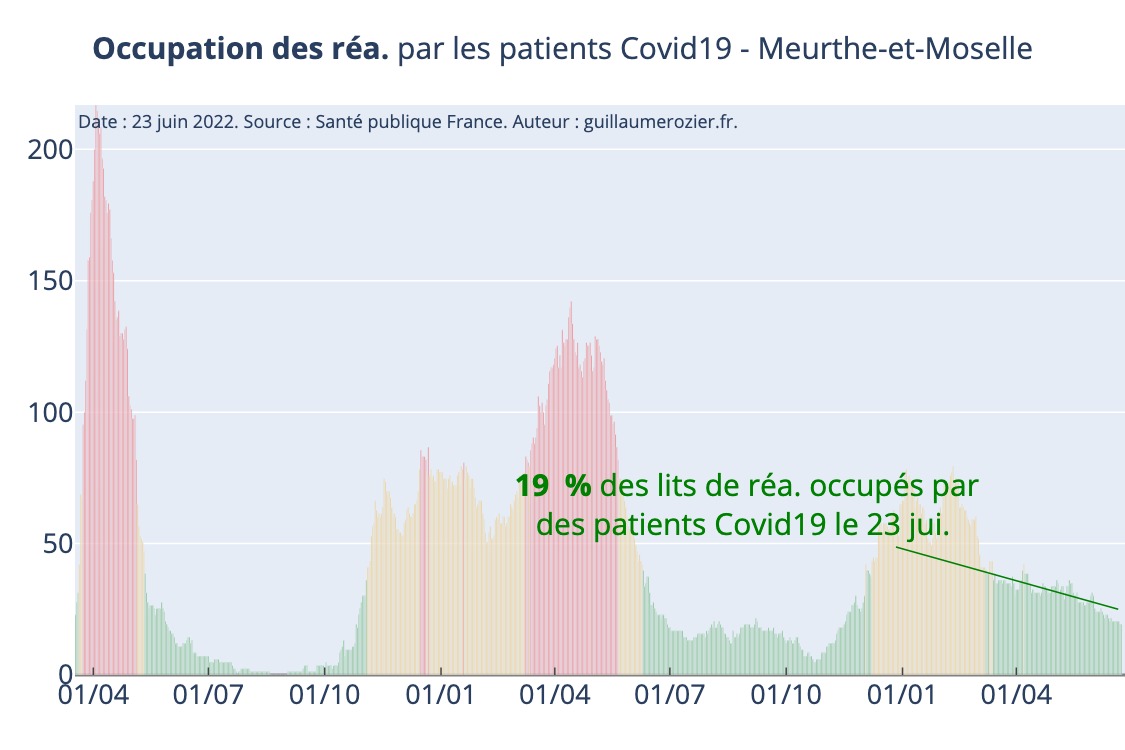 Occupation des réa. par les patients Covid19 - Meurthe-et-Moselle
Date : 23 juin 2022. Source : Santé publique France. Auteur : guillaumerozier.fr.
200
150
100
50
0
19 % des lits de réa. occupés par
des patients Covid19 le 23 jui.
01/04 01/07 01/10 01/01 01/04 01/07 01/10 01/01 01/04